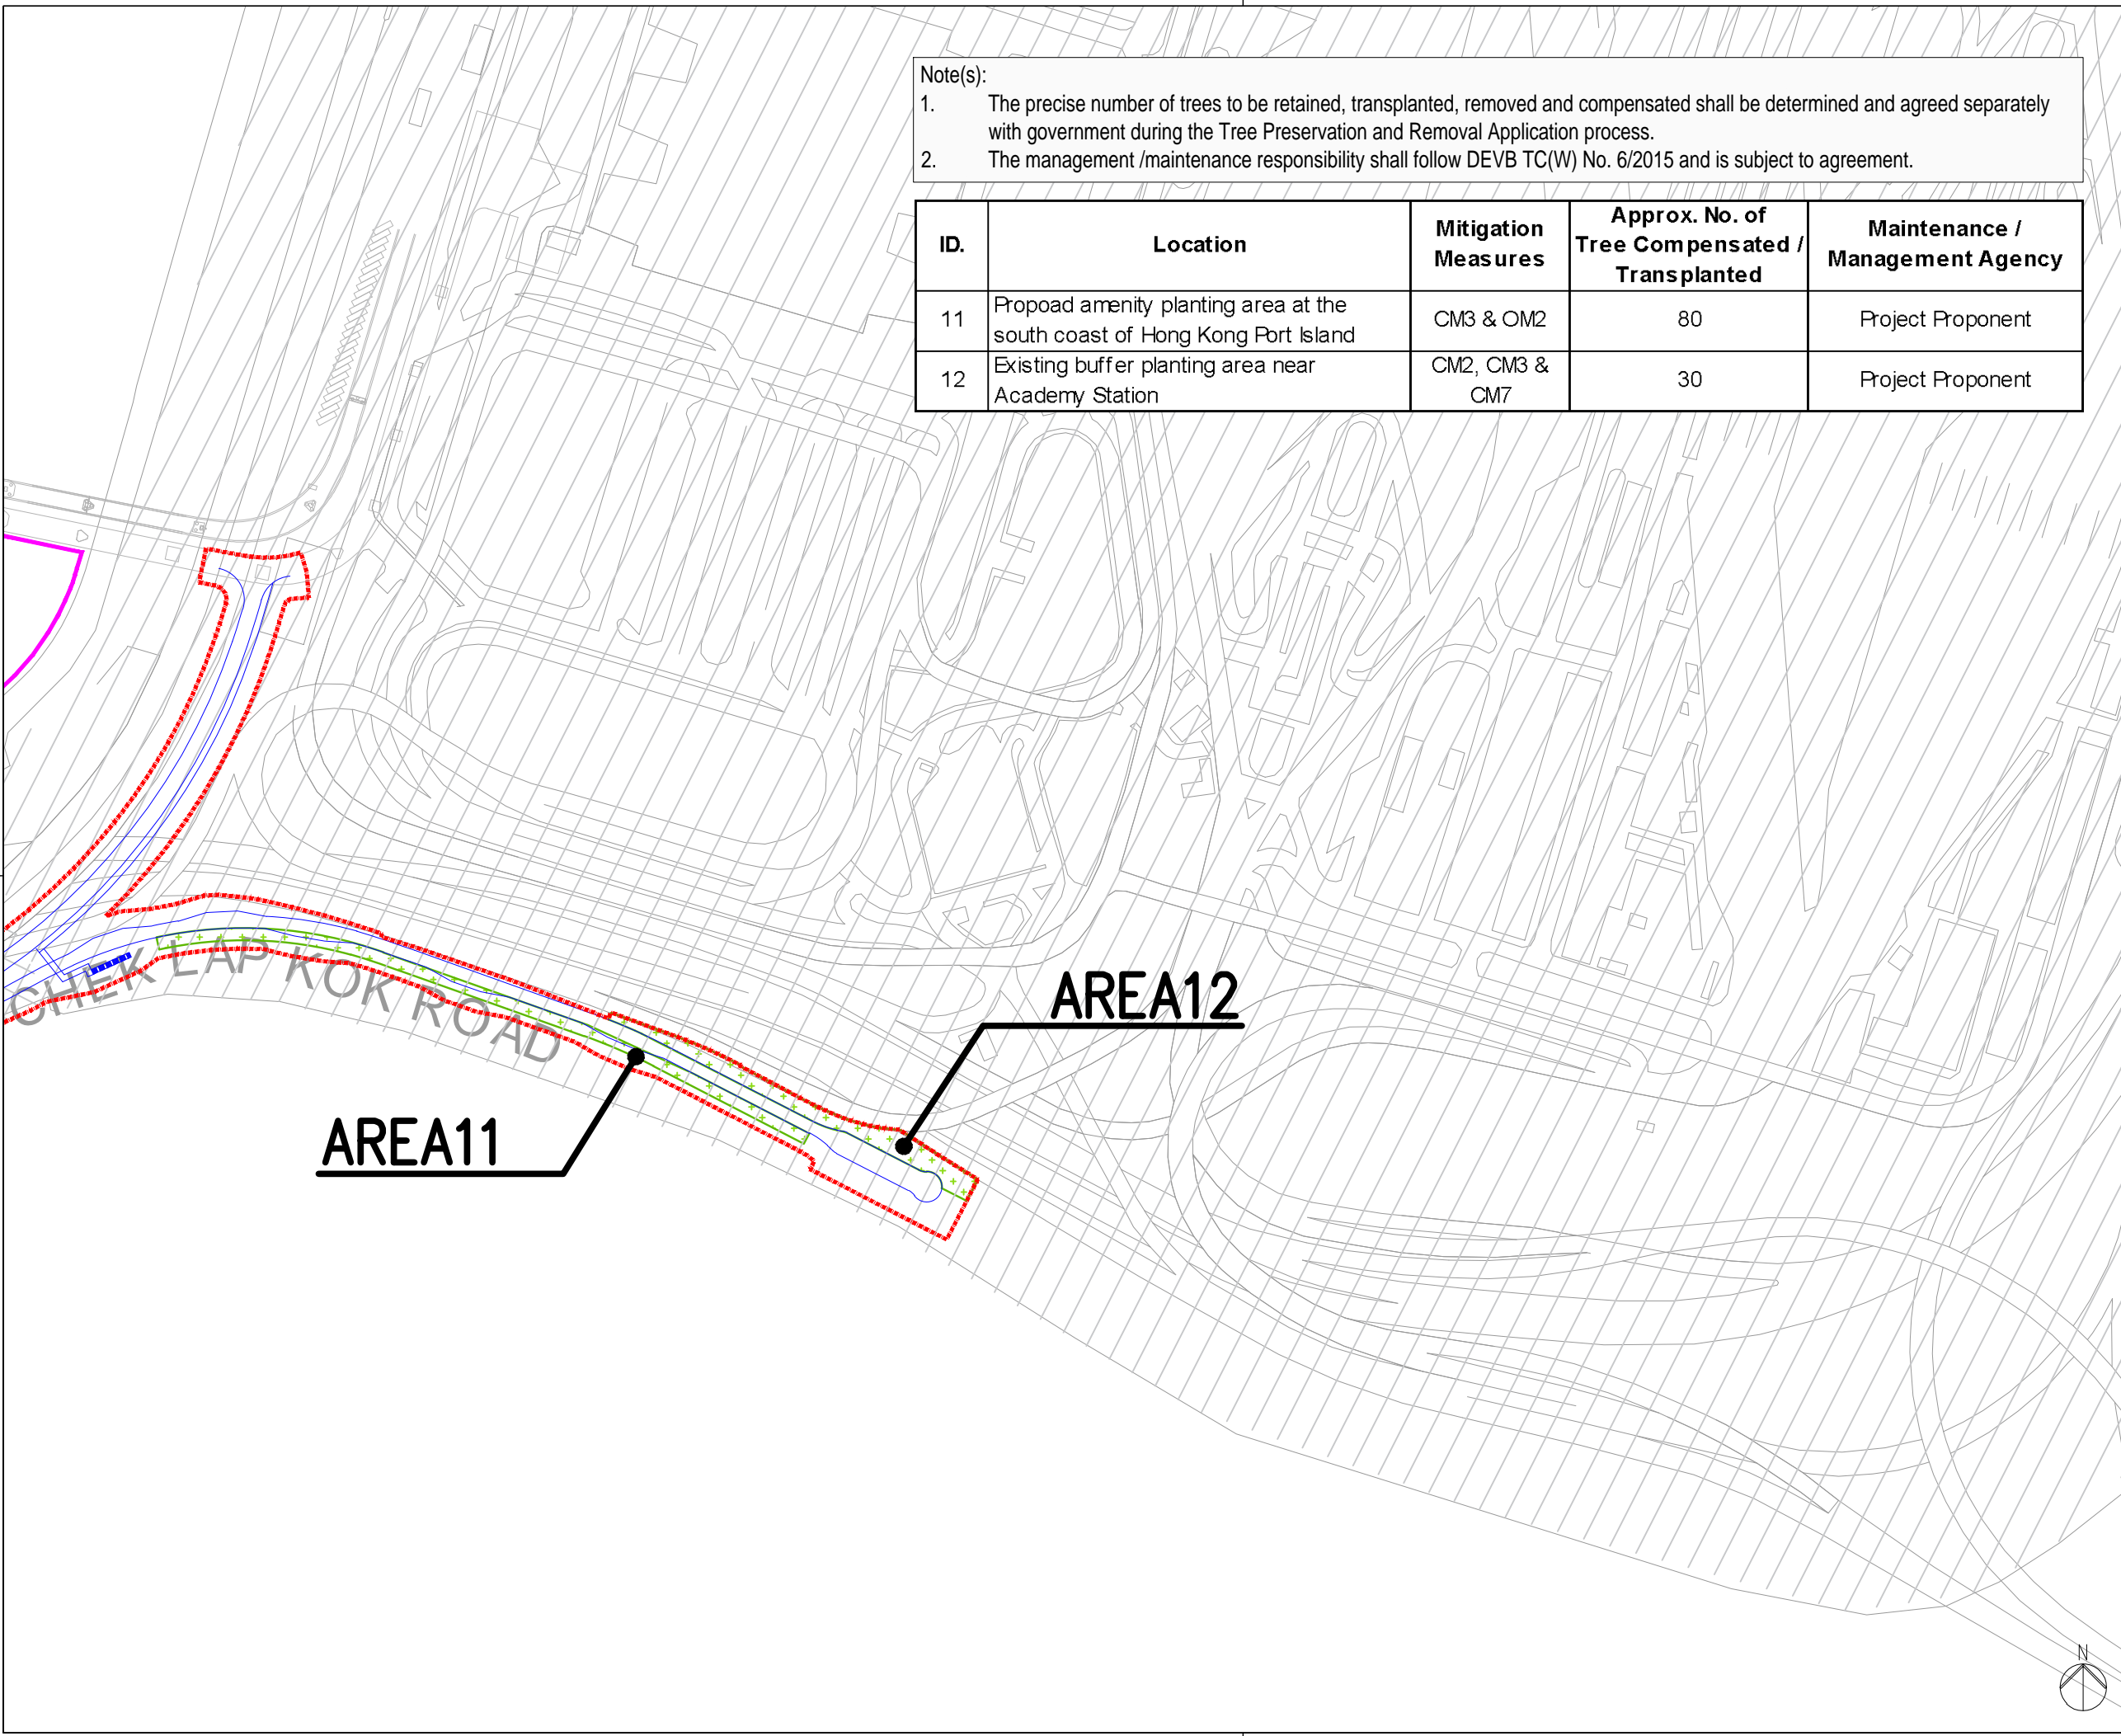 Note(s):
1. The precise number of trees to be retained, transplanted, removed and compensated shall be determined and agreed separately
with government during the Tree Preservation and Removal Application process.
2. The management /maintenance responsibility shall follow DEVB TC(W) No. 6/2015 and is subject to agreement.
ID. Location Mitigation Measures Approx. No. of Tree Compensated / Transplanted Maintenance / Management Agency
11 Propoad amenity planting area at the south coast of Hong Kong Port Island CM3 & OM2 80 Project Proponent
12 Existing buffer planting area near Academy Station CM2, CM3 & CM7 30 Project Proponent
CHEK LAP KOK ROAD
AREA12
AREA11
N